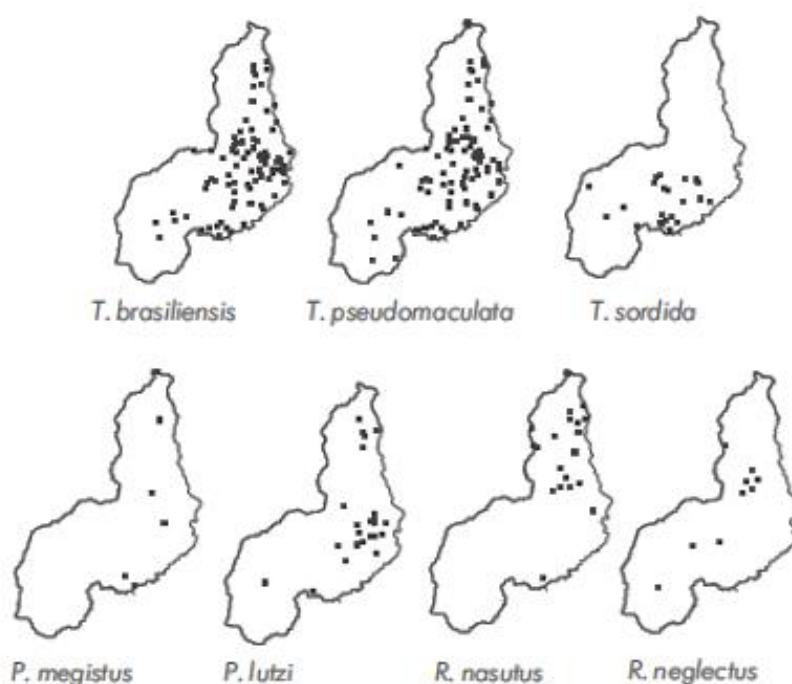 T. brasiliensis T. pseudomaculata T. sordida
P. megistus P. lutzi R. nasutus R. neglectus